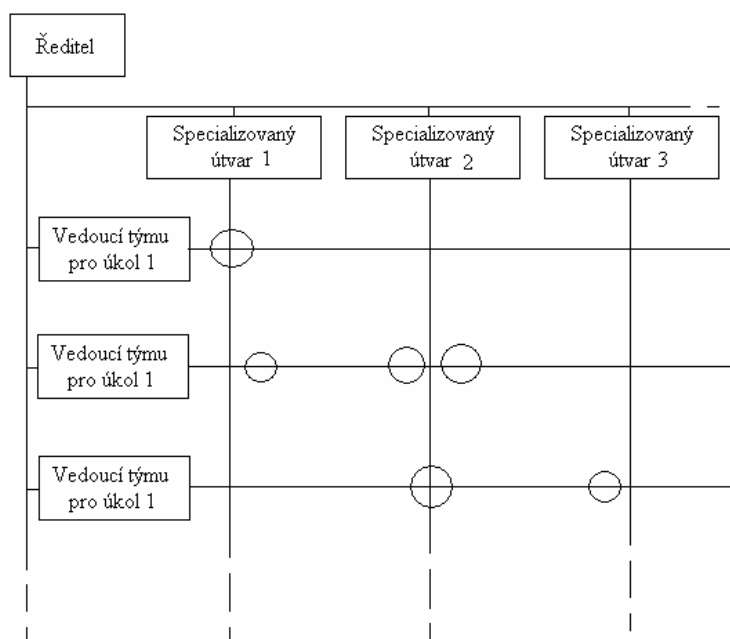 Ředitel
Specializovaný
útvar 1
Specializovaný
útvar 2
Specializovaný
útvar 3
Vedoucí týmu
pro úkol 1
Vedoucí týmu
pro úkol 1
Vedoucí týmu
pro úkol 1